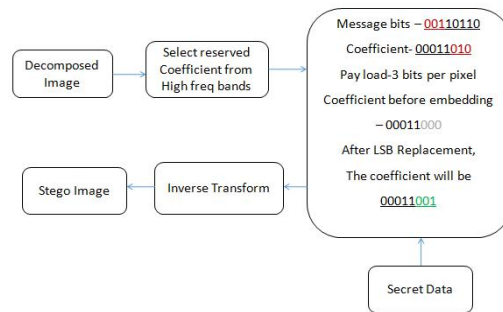 Decomposed
Image
Select reserved
Coefficient from
High freq bands
Message bits – 00110110
Coefficient- 00011010
Pay load-3 bits per pixel
Coefficient before embedding
– 00011000
After LSB Replacement,
The coefficient will be
00011001
Stego Image
Inverse Transform
Secret Data